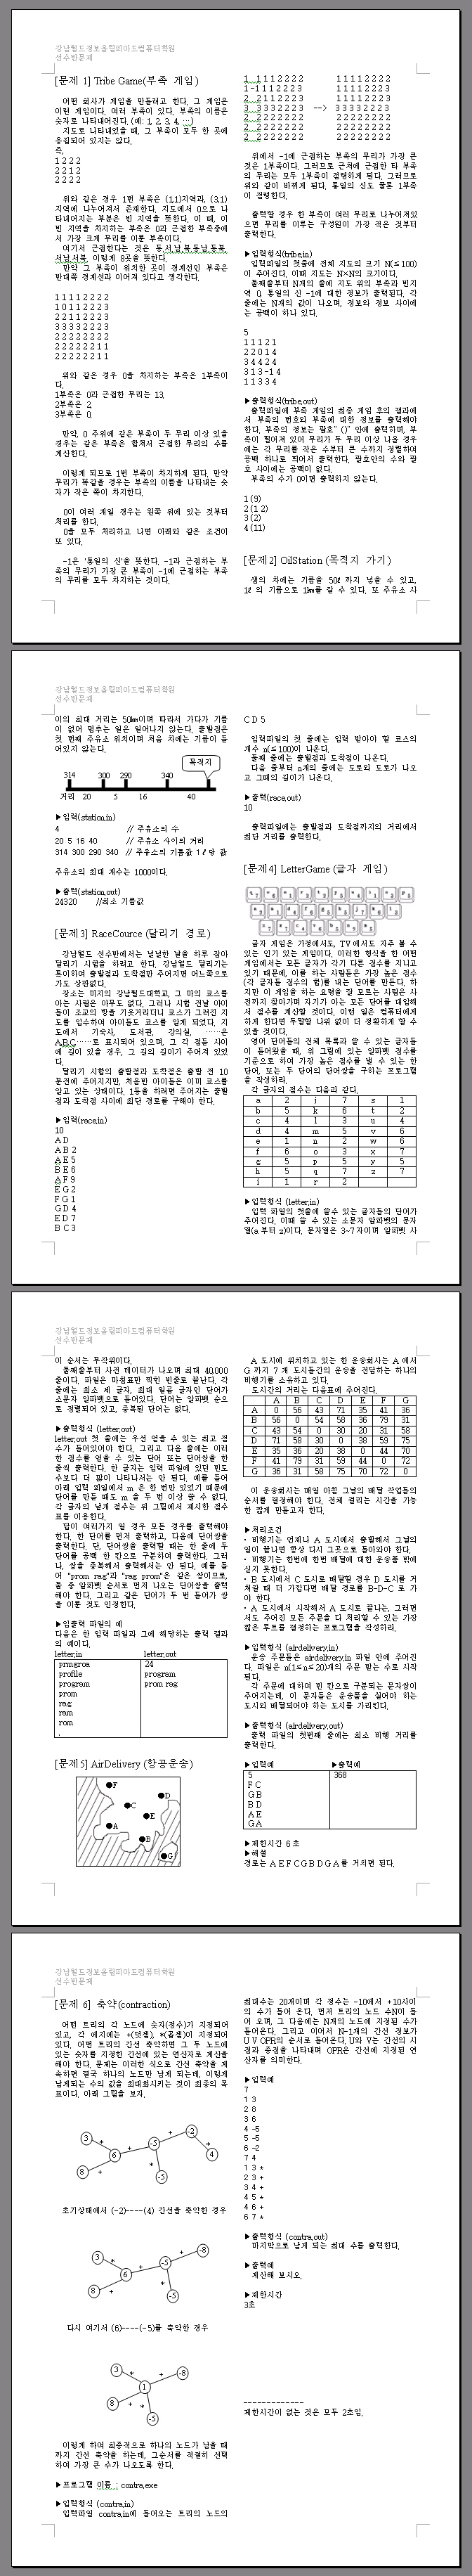 강남월드정보올림피아드컴퓨터학원
선수반문제
[문제 1] Tribe Game(부족 게임)
어떤 회사가 게임을 만들려고 한다. 그 게임은
이런 게임이다. 여러 부족이 있다. 부족의 이름은
숫자로 나타내어진다. (예: 1, 2, 3, 4, …)
지도로 나타내었을 때, 그 부족이 모두 한 곳에
응집되어 있지는 않다.
즉,
1 2 2 2
2 2 1 2
2 2 2 2
위와 같은 경우 1번 부족은 (1,1)지역과, (3,1)
지역에 나누어져서 존재한다. 지도에서 0으로 나
타내어지는 부분은 빈 지역을 뜻한다. 이 때, 이
빈 지역을 차지하는 부족은 0과 근접한 부족중에
서 가장 크게 무리를 이룬 부족이다.
여기서 근접한다는 것은 동,서,남,북,동남,동북,
서남,서북, 이렇게 8곳을 뜻한다.
만약 그 부족이 위치한 곳이 경계선인 부족은
반대쪽 경계선과 이어져 있다고 생각한다.
1 1 1 1 2 2 2 2
1 0 1 1 2 2 2 3
2 2 1 1 2 2 2 3
3 3 3 3 2 2 2 3
2 2 2 2 2 2 2 2
2 2 2 2 2 2 1 1
2 2 2 2 2 2 1 1
위와 같은 경우 0을 차지하는 부족은 1부족이
다.
1부족은 0과 근접한 무리는 13,
2부족은 2,
3부족은 0.
만약, 0 주위에 같은 부족이 두 무리 이상 있을
경우는 같은 부족은 합쳐서 근접한 무리의 수를
계산한다.
이렇게 되므로 1번 부족이 차지하게 된다. 만약
무리가 똑같을 경우는 부족의 이름을 나타내는 숫
자가 작은 쪽이 차지한다.
0이 여러 개일 경우는 왼쪽 위에 있는 것부터
처리를 한다.
0을 모두 처리하고 나면 아래와 같은 조건이
또 있다.
-1은 '통일의 신'을 뜻한다. -1과 근접하는 부
족의 무리가 가장 큰 부족이 -1에 근접하는 부족
의 무리를 모두 차지하는 것이다.
1 1 1 1 2 2 2 2 1 1 1 1 2 2 2 2
1 -1 1 1 2 2 2 3 1 1 1 1 2 2 2 3
2 2 1 1 2 2 2 3 1 1 1 1 2 2 2 3
3 3 3 3 2 2 2 3 --> 3 3 3 3 2 2 2 3
2 2 2 2 2 2 2 2 2 2 2 2 2 2 2 2
2 2 2 2 2 2 2 2 2 2 2 2 2 2 2 2
2 2 2 2 2 2 2 2 2 2 2 2 2 2 2 2
위에서 -1에 근접하는 부족의 무리가 가장 큰
것은 1부족이다. 그러므로 근처에 근접한 타 부족
의 무리는 모두 1부족이 점령하게 된다. 그러므로
위와 같이 바뀌게 된다. 통일의 신도 물론 1부족
이 점령한다.
출력할 경우 한 부족이 여러 무리로 나누어져있
으면 무리를 이루는 구성원이 가장 적은 것부터
출력한다.
▶입력형식(tribe.in)
입력파일의 첫줄에 전체 지도의 크기 N(≤100)
이 주어진다. 이때 지도는 N×N의 크기이다.
둘째줄부터 N개의 줄에 지도 위의 부족과 빈지
역 0, 통일의 신 -1에 대한 정보가 출력된다. 각
줄에는 N개의 값이 나오며, 정보와 정보 사이에
는 공백이 하나 있다.
5
1 1 1 2 1
2 2 0 1 4
2 4 4 2 4
3 1 3 -1 4
1 1 3 3 4
▶출력형식(tribe.out)
출력파일에 부족 게임의 최종 게임 후의 결과에
서 부족의 번호와 부족에 대한 정보를 출력해야
한다. 부족의 정보는 괄호" ()" 안에 출력하며, 부
족이 떨어져 있어 무리가 두 무리 이상 나올 경우
에는 각 무리를 작은 수부터 큰 수까지 정렬하여
공백 하나로 띄어서 출력한다. 괄호안의 수와 괄
호 사이에는 공백이 없다.
부족의 수가 0이면 출력하지 않는다.
1 (9)
2 (1 2)
3 (2)
4 (11)
[문제2] OilStation (목적지 가기)
샘의 차에는 기름을 50ℓ 까지 넣을 수 있고,
1ℓ 의 기름으로 1㎞를 갈 수 있다. 또 주유소 사
강남월드정보올림피아드컴퓨터학원
선수반문제
이의 최대 거리는 50㎞이며 따라서 가다가 기름
이 없어 멈추는 일은 일어나지 않는다. 출발점은
첫 번째 주유소 위치이며 처음 차에는 기름이 들
어있지 않는다.
목적지
314 300 290 340
거리 20 5 16 40
▶입력(station.in)
4 // 주유소의 수
20 5 16 40 // 주유소 사이의 거리
314 300 290 340 // 주유소의 기름값 1ℓ당 값
주유소의 최대 개수는 1000이다.
▶출력(station.out)
24320 //최소 기름값
[문제3] RaceCource (달리기 경로)
강남월드 선수반에서는 날넘한 날을 하루 같아
달리기 시합을 하려고 한다. 강남월드 달리기는
특이하여 출발점과 도착점만 주어지면 어느쪽으로
가도 상관없다.
장소는 미지의 강남월드대학교, 그 마의 코스를
아는 사람은 아무도 없다. 그러나 시합 전날 아이
들이 조교의 방을 기웃거리더니 코스가 그려진 지
도를 입수하여 아이들도 코스를 알게 되었다. 지
도에서 기숙사, 도서관, 강의실, ……은
A,B,C……로 표시되어 있으며, 그 각 점들 사이
에 길이 있을 경우, 그 길의 길이가 주어져 있었
다.
달리기 시합의 출발점과 도착점은 출발 전 10
분전에 주어지지만, 처음반 아이들은 이미 코스를
알고 있는 상태이다. 1등을 하려면 주어지는 출발
점과 도착점 사이에 최단 경로를 구해야 한다.
▶입력(race.in)
10
A D
A B 2
A E 5
B E 6
A F 9
E G 2
F G 1
G D 4
E D 7
B C 3
C D 5
입력파일의 첫 줄에는 입력 받아야 할 코스의
개수 n(≤100)이 나온다.
둘째 줄에는 출발점과 도착점이 나온다.
다음 줄부터 n개의 줄에는 도로와 도로가 나오
고 그때의 길이가 나온다.
▶출력(race.out)
10
출력파일에는 출발점과 도착점까지의 거리에서
최단 거리를 출력한다.
[문제4] LetterGame (글자 게임)
글자 게임은 가정에서도, TV에서도 자주 볼 수
있는 인기 있는 게임이다. 이러한 형식을 한 어떤
게임에서는 모든 글자가 각기 다른 점수를 지니고
있기 때문에, 이를 하는 사람들은 가장 높은 점수
(각 글자들 점수의 합)를 내는 단어를 만든다. 하
지만 이 게임을 하는 요령을 잘 모르는 사람은 사
전까지 찾아가며 자기가 아는 모든 단어를 대입해
서 점수를 계산할 것이다. 이런 일은 컴퓨터에게
하게 한다면 두말할 나위 없이 더 정확하게 할 수
있을 것이다.
영어 단어들의 전체 목록과 쓸 수 있는 글자들
이 들어왔을 때, 위 그림에 있는 알파벳 점수를
기준으로 하여 가장 높은 점수를 낼 수 있는 한
단어, 또는 두 단어의 단어쌍을 구하는 프로그램
을 작성하라.
각 글자의 점수는 다음과 같다.
a 2 j 7 s 1
b 5 k 6 t 2
c 4 l 3 u 4
d 4 m 5 v 6
e 1 n 2 w 6
f 6 o 3 x 7
g 5 p 5 y 5
h 5 q 7 z 7
i 1 r 2
▶입력형식 (letter.in)
입력 파일의 첫줄에 쓸수 있는 글자들의 단어가
주어진다. 이때 쓸 수 있는 소문자 알파벳의 문자
열(a부터 z)이다. 문자열은 3~7자이며 알파벳 사
강남월드정보올림피아드컴퓨터학원
선수반문제
이 순서는 무작위이다.
둘째줄부터 사전 데이터가 나오며 최대 40,000
줄이다. 파일은 마침표만 찍힌 빈줄로 끝난다. 각
줄에는 최소 세 글자, 최대 일곱 글자인 단어가
소문자 알파벳으로 들어있다. 단어는 알파벳 순으
로 정렬되어 있고, 중복된 단어는 없다.
▶출력형식 (letter.out)
letter.out 첫 줄에는 우선 얻을 수 있는 최고 점
수가 들어있어야 한다. 그리고 다음 줄에는 이러
한 점수를 얻을 수 있는 단어 또는 단어쌍을 한
줄씩 출력한다. 한 글자는 입력 파일에 있던 빈도
수보다 더 많이 나타나서는 안 된다. 예를 들어
아래 입력 파일에서 m 은 한 번만 있었기 때문에
단어를 만들 때도 m 을 두 번 이상 쓸 수 없다.
각 글자의 낱개 점수는 위 그림에서 제시한 점수
표를 이용한다.
답이 여러가지 일 경우 모든 경우를 출력해야
한다. 한 단어를 먼저 출력하고, 다음에 단어쌍을
출력한다. 단, 단어쌍을 출력할 때는 한 줄에 두
단어를 공백 한 칸으로 구분하여 출력한다. 그러
나, 쌍을 중복해서 출력해서는 안 된다. 예를 들
어 "prom rag"과 "rag prom"은 같은 쌍이므로,
둘 중 알파벳 순서로 먼저 나오는 단어쌍을 출력
해야 한다. 그리고 같은 단어가 두 번 들어가 쌍
을 이룬 것도 인정한다.
▶입출력 파일의 예
다음은 한 입력 파일과 그에 해당하는 출력 결과
의 예이다.
letter.in letter.out
prmgroa 24
profile program
program prom rag
prom
rag
ram
rom
.
[문제5] AirDelivery (항공운송)
F
D
C
E
A
B
G
A 도시에 위치하고 있는 한 운송회사는 A 에서
G 까지 7 개 도시들간의 운송을 전담하는 하나의
비행기를 소유하고 있다.
도시간의 거리는 다음표에 주어진다.
A B C D E F G
A 0 56 43 71 35 41 36
B 56 0 54 58 36 79 31
C 43 54 0 30 20 31 58
D 71 58 30 0 38 59 75
E 35 36 20 38 0 44 70
F 41 79 31 59 44 0 72
G 36 31 58 75 70 72 0
이 운송회사는 매일 아침 그날의 배달 작업들의
순서를 결정해야 한다. 전체 걸리는 시간을 가능
한 짧게 만들고자 한다.
▶처리조건
· 비행기는 언제나 A 도시에서 출발해서 그날의
일이 끝나면 항상 다시 그곳으로 돌아와야 한다.
· 비행기는 한번에 한번 배달에 대한 운송품 밖에
싣지 못한다.
· B 도시에서 C 도시로 배달할 경우 D 도시를 거
쳐질 때 더 가깝다면 배달 경로를 B-D-C 로 가
야 한다.
· A 도시에서 시작해서 A 도시로 끝나는, 그러면
서도 주어진 모든 주문을 다 처리할 수 있는 가장
짧은 루트를 결정하는 프로그램을 작성하라.
▶입력형식 (airdelivery.in)
운송 주문들은 airdelivery.in 파일 안에 주어진
다. 파일은 n(1≤n≤20)개의 주문 받는 수로 시작
된다.
각 주문에 대하여 빈 칸으로 구분되는 문자쌍이
주어지는데, 이 문자들은 운송품을 실어야 하는
도시와 배달되어야 하는 도시를 가리킨다.
▶출력형식 (airdelivery.out)
출력 파일의 첫번째 줄에는 최소 비행 거리를
출력한다.
▶입력예 ▶출력예
5 368
F C
G B
B D
A E
G A
▶제한시간 6초
▶해설
경로는 A E F C G B D G A 를 거치면 된다.
강남월드정보올림피아드컴퓨터학원
선수반문제
[문제 6] 축약(contraction)
어떤 트리의 각 노드에 숫자(정수)가 지정되어
있고, 각 에지에는 +(덧셈), *(곱셈)이 지정되어
있다. 어떤 트리의 간선 축약하면 그 두 노드에
있는 숫자를 지정한 간선에 있는 연산자로 계산을
해야 한다. 문제는 이러한 식으로 간선 축약을 계
속하면 결국 하나의 노드만 남게 되는데, 이렇게
남게되는 수의 값을 최대화시키는 것이 최종의 목
표이다. 아래 그림을 보자.
3 * 6 + -5 + -2 * 4
8 + * -5
초기상태에서 (-2)----(4) 간선을 축약한 경우
3 * 6 + -5 + -8
8 + * -5
다시 여기서 (6)----(-5)를 축약한 경우
3 * 1 + -8
8 + * -5
이렇게 하여 최종적으로 하나의 노드가 남을 때
까지 간선 축약을 하는데, 그순서를 적절히 선택
하여 가장 큰 수가 나오도록 한다.
▶프로그램 이름 : contra.exe
▶입력형식 (contra.in)
입력파일 contra.in에 들어오는 트리의 노드의
최대수는 20개이며 각 정수는 -10에서 +10사이
의 수가 들어 온다. 먼저 트리의 노드 수N이 들
어 오며, 그 다음에는 N개의 노드에 지정된 수가
들어온다. 그리고 이어서 N-1개의 간선 정보가
U V OPR의 순서로 들어온다. U와 V는 간선의 시
점과 종점을 나타내며 OPR은 간선에 지정된 연
산자를 의미한다.
▶입력예
7
1 3
2 8
3 6
4 -5
5 -5
6 -2
7 4
1 3 *
2 3 +
3 4 +
4 5 *
4 6 +
6 7 *
▶출력형식 (contra.out)
마지막으로 남게 되는 최대 수를 출력한다.
▶출력예
계산해 보시오.
▶제한시간
3초
-------------
제한시간이 없는 것은 모두 2초임.